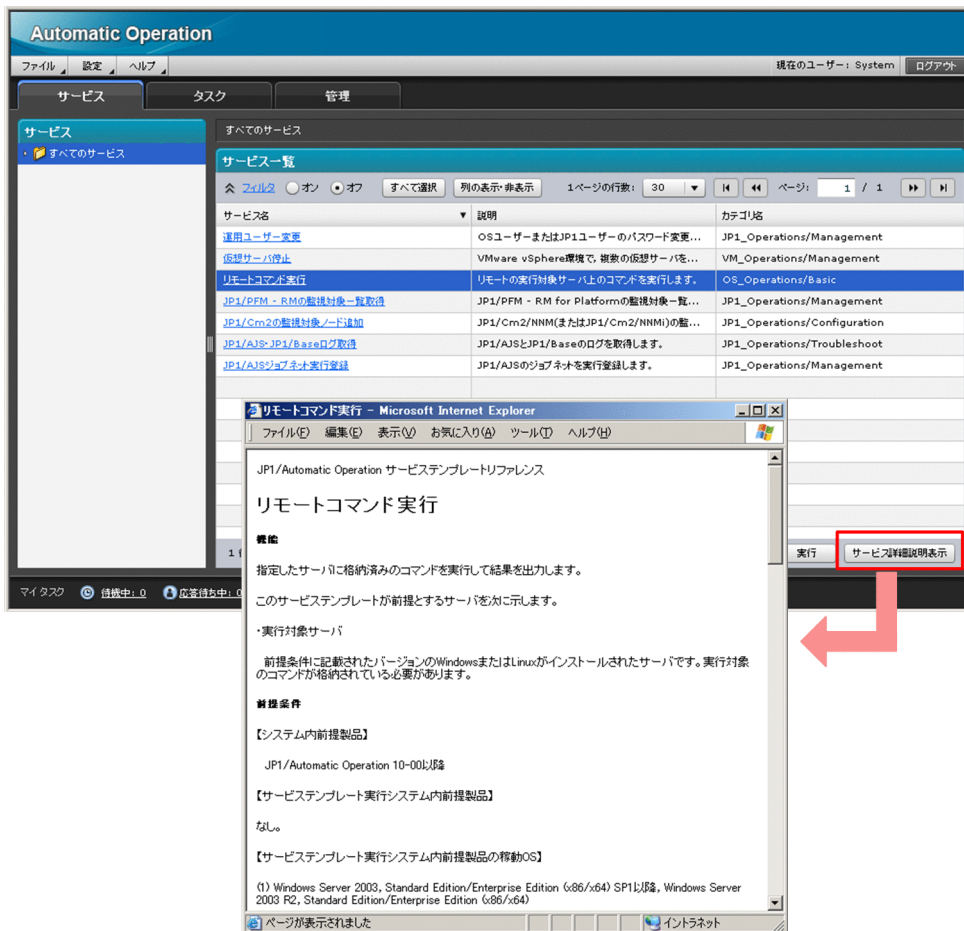 Automatic Operation
ファイル 設定 ヘルプ 現在のユーザー: System ログアウト
サービス タスク 管理
サービス すべてのサービス
すべてのサービス
サービス一覧
フィルタ オン オフ すべて選択 列の表示・非表示 1ページの行数: 30 ページ: 1 / 1
サービス名 説明 カテゴリ名
運用ユーザー変更 OSユーザーまたはJP1ユーザーのパスワード変更... JP1_Operations/Management
仮想サーバ停止 VMware vSphere環境で,複数の仮想サーバを... VM_Operations/Management
リモートコマンド実行 リモートの実行対象サーバ上のコマンドを実行します。 OS_Operations/Basic
JP1/PFM - RMの監視対象一覧取得 JP1/PFM - RM for Platformの監視対象一覧... JP1_Operations/Management
JP1/Cm2の監視対象ノード追加 JP1/Cm2/NNM(またはJP1/Cm2/NNMi)の監... JP1_Operations/Configuration
JP1/AJS・JP1/Baseログ取得 JP1/AJSとJP1/Baseのログを取得します。 JP1_Operations/Troubleshoot
JP1/AJSジョブネット実行登録 JP1/AJSのジョブネットを実行登録します。 JP1_Operations/Management
リモートコマンド実行 - Microsoft Internet Explorer
ファイル(F) 編集(E) 表示(V) お気に入り(A) ツール(T) ヘルプ(H)
JP1/Automatic Operation サービステンプレートリファレンス
リモートコマンド実行
機能
1 実行 サービス詳細説明表示
指定したサーバに格納済みのコマンドを実行して結果を出力します。
マイタスク 待機中: 0 応答待ち中: 0
このサービステンプレートが前提とするサーバを次に示します。
・実行対象サーバ
前提条件に記載されたバージョンのWindowsまたはLinuxがインストールされたサーバです。実行対象
のコマンドが格納されている必要があります。
前提条件
【システム内前提製品】
JP1/Automatic Operation 10-00以降
【サービステンプレート実行システム内前提製品】
なし。
【サービステンプレート実行システム内前提製品の稼動OS】
(1) Windows Server 2003, Standard Edition/Enterprise Edition (x86/x64) SP1以降, Windows Server
2003 R2, Standard Edition/Enterprise Edition (x86/x64)
ページが表示されました イントラネット